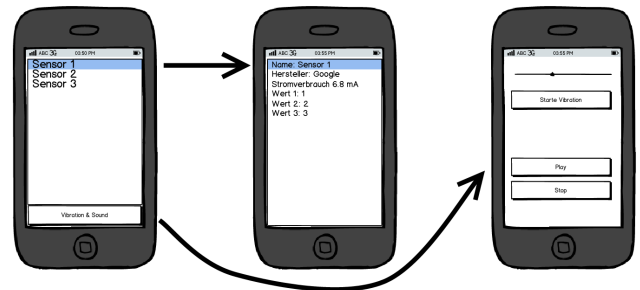 ABC 3G 03:50 PM
Sensor 1
Sensor 2
Sensor 3
Vibration & Sound
ABC 3G 03:55 PM
Name: Sensor 1
Hersteller: Google
Stromverbrauch 6.8 mA
Wert 1: 1
Wert 2: 2
Wert 3: 3
ABC 3G 03:55 PM
Starte Vibration
Play
Stop